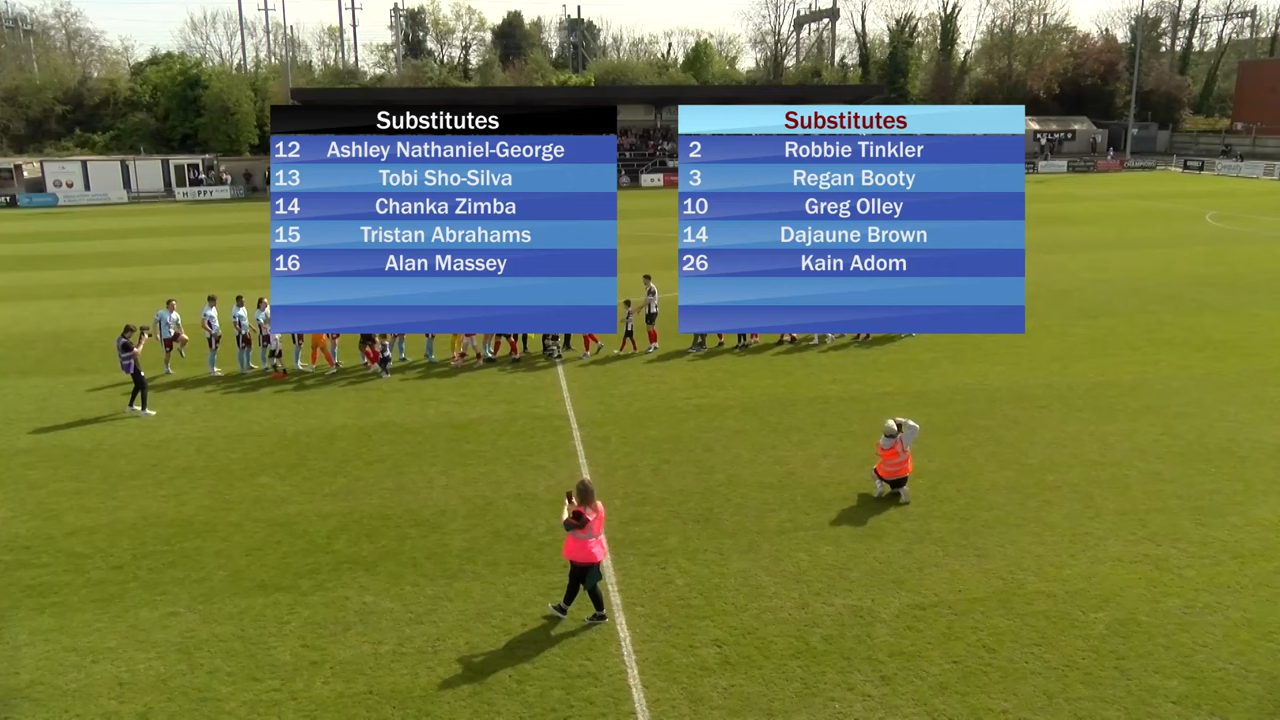 Substitutes
12 Ashley Nathaniel-George
13 Tobi Sho-Silva
14 Chanka Zimba
15 Tristan Abrahams
16 Alan Massey
Substitutes
2 Robbie Tinkler
3 Regan Booty
10 Greg Olley
14 Dajaune Brown
26 Kain Adom
KELME